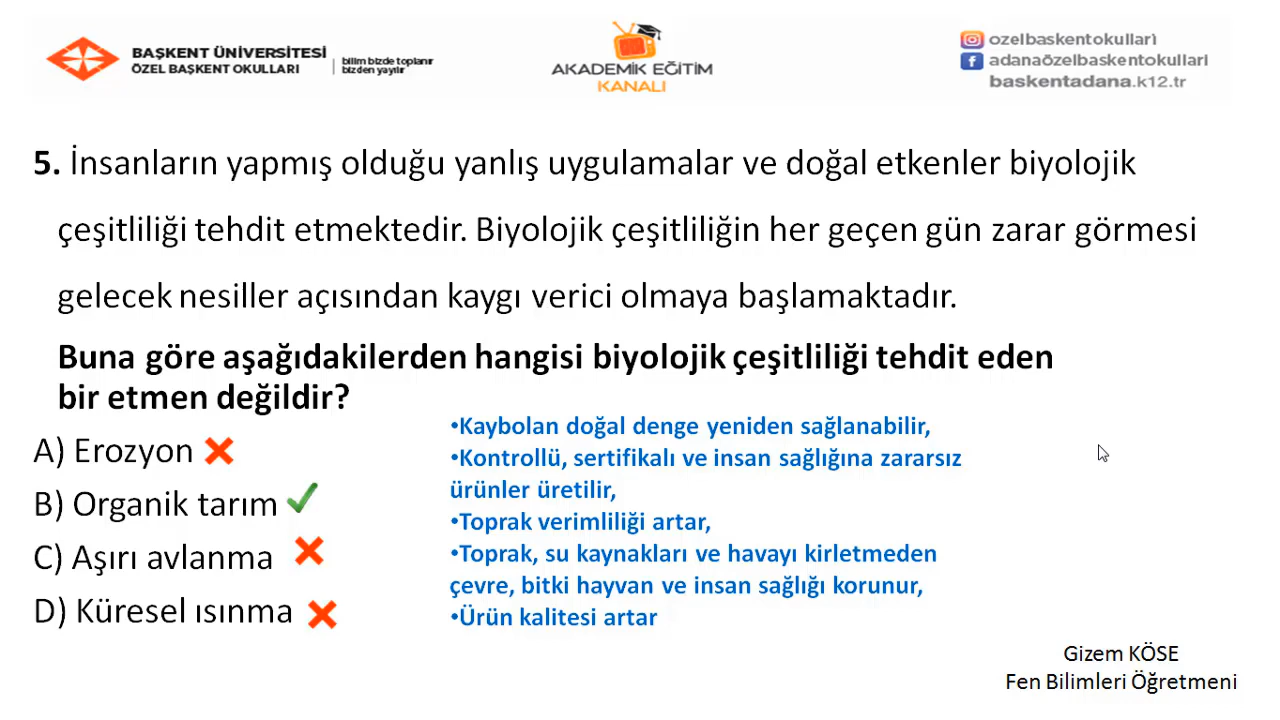 BAŞKENT ÜNİVERSİTESİ
ÖZEL BAŞKENT OKULLARI
bilim bizde toplanır
bizden yayılır
AKADEMİK EĞİTİM
KANALI
ozelbaskentokullari
adanaözelbaskentokullari
baskentadana.k12.tr
5. İnsanların yapmış olduğu yanlış uygulamalar ve doğal etkenler biyolojik
çeşitliliği tehdit etmektedir. Biyolojik çeşitliliğin her geçen gün zarar görmesi
gelecek nesiller açısından kaygı verici olmaya başlamaktadır.
Buna göre aşağıdakilerden hangisi biyolojik çeşitliliği tehdit eden
bir etmen değildir?
A) Erozyon
B) Organik tarım
C) Aşırı avlanma
D) Küresel ısınma
•Kaybolan doğal denge yeniden sağlanabilir,
•Kontrollü, sertifikalı ve insan sağlığına zararsız
ürünler üretilir,
•Toprak verimliliği artar,
•Toprak, su kaynakları ve havayı kirletmeden
çevre, bitki hayvan ve insan sağlığı korunur,
•Ürün kalitesi artar
Gizem KÖSE
Fen Bilimleri Öğretmeni